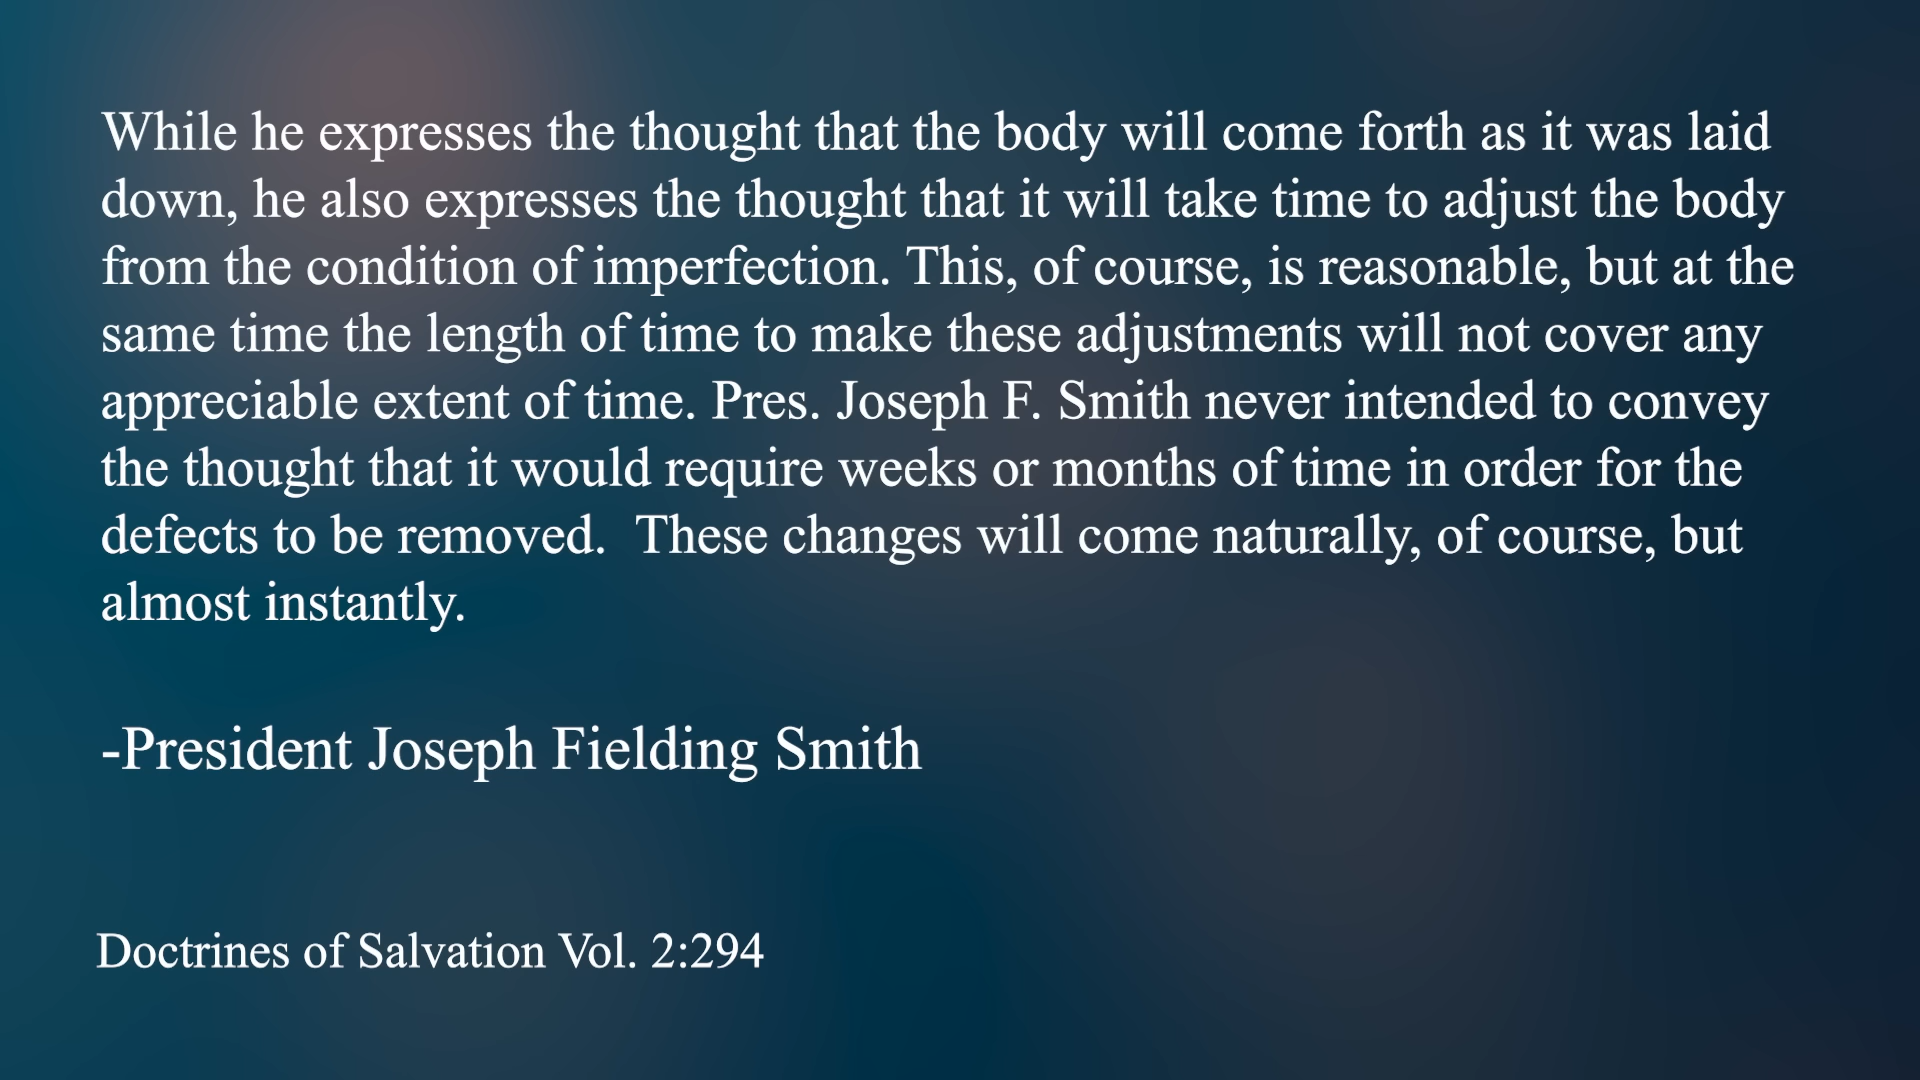 While he expresses the thought that the body will come forth as it was laid
down, he also expresses the thought that it will take time to adjust the body
from the condition of imperfection. This, of course, is reasonable, but at the
same time the length of time to make these adjustments will not cover any
appreciable extent of time. Pres. Joseph F. Smith never intended to convey
the thought that it would require weeks or months of time in order for the
defects to be removed.  These changes will come naturally, of course, but
almost instantly.
-President Joseph Fielding Smith
Doctrines of Salvation Vol. 2:294